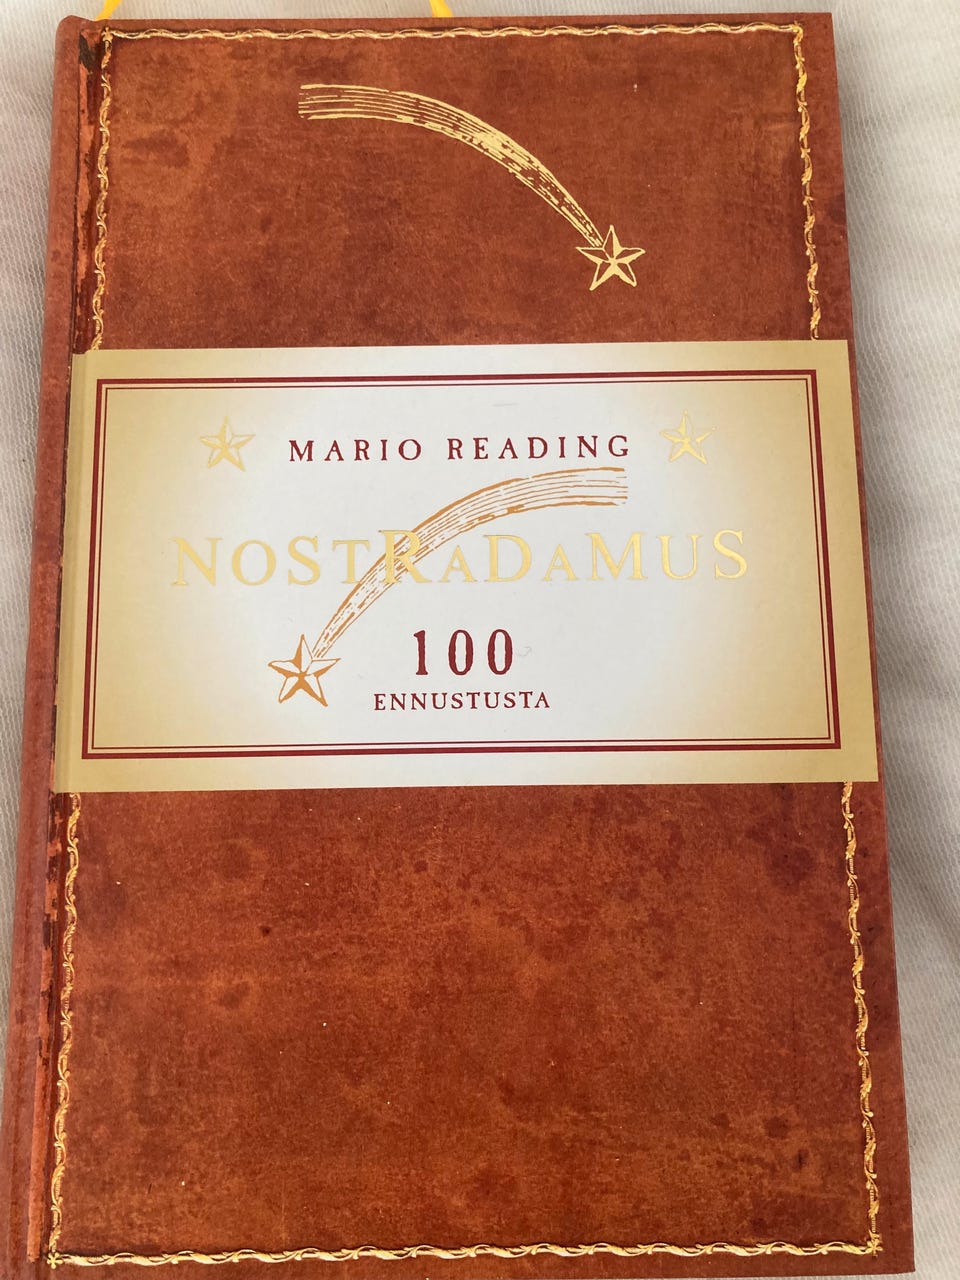 MARIO READING
NOSTRADAMUS
100
ENNUSTUSTA